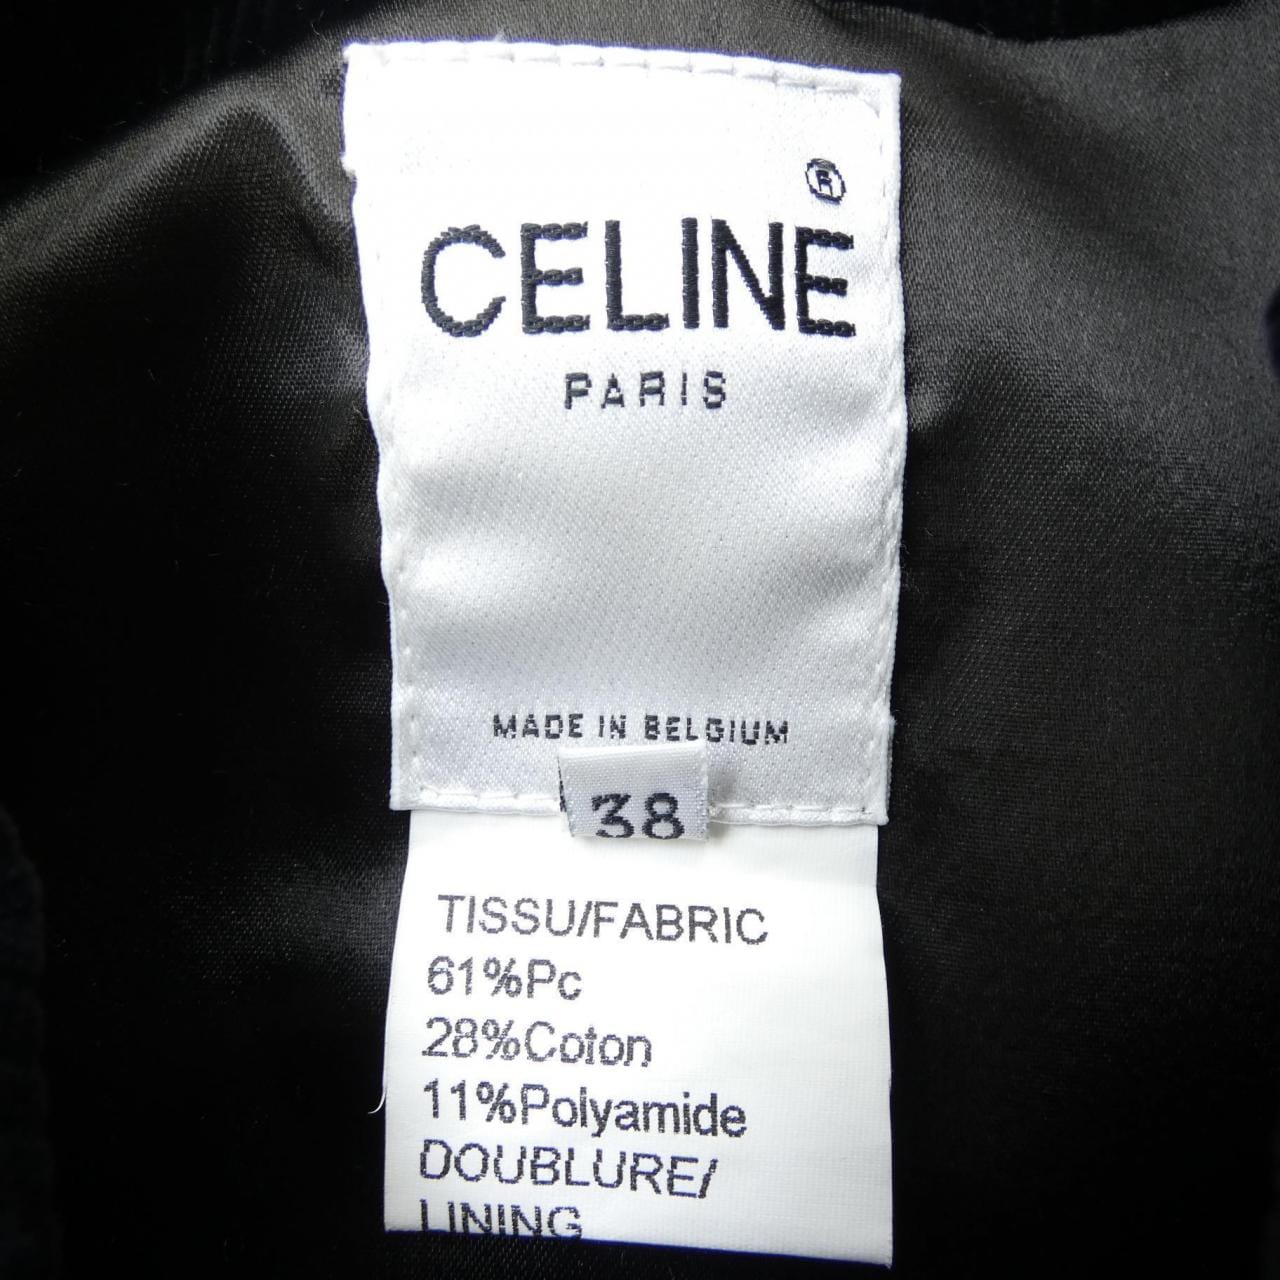 ®
CELINE
PARIS
MADE IN BELGIUM
38
TISSU/FABRIC
61%Pc
28%Coton
11%Polyamide
DOUBLURE/
LINING